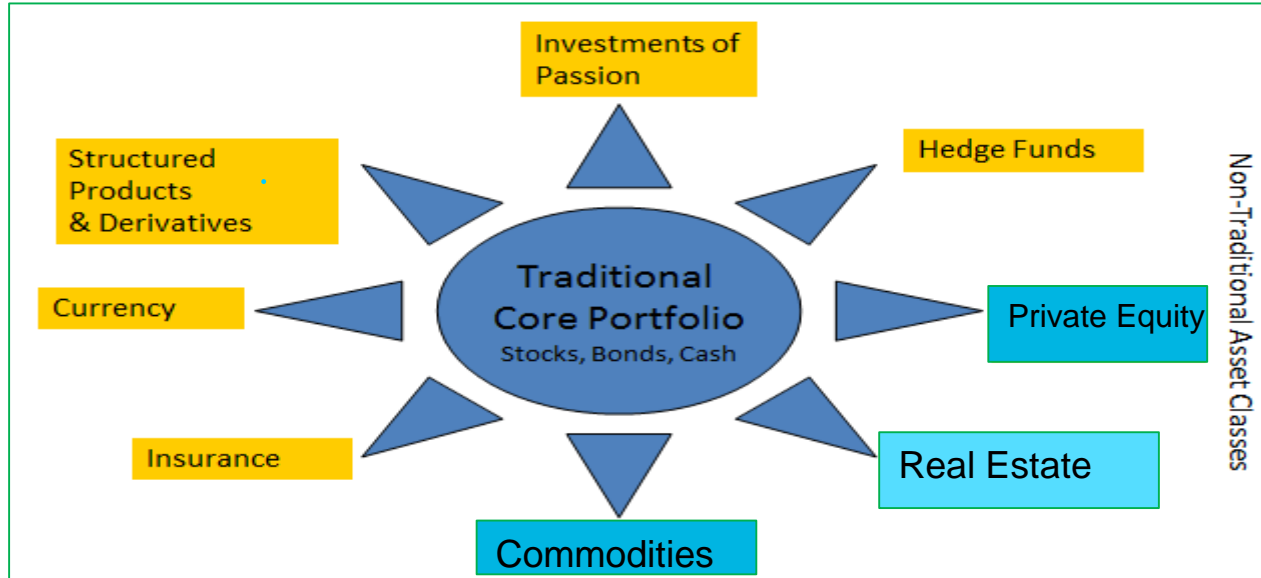 Investments of
Passion
Structured
Products
& Derivatives
Hedge Funds
Currency
Traditional
Core Portfolio
Stocks, Bonds, Cash
Private Equity
Insurance
Real Estate
Commodities
Non-Traditional Asset Classes